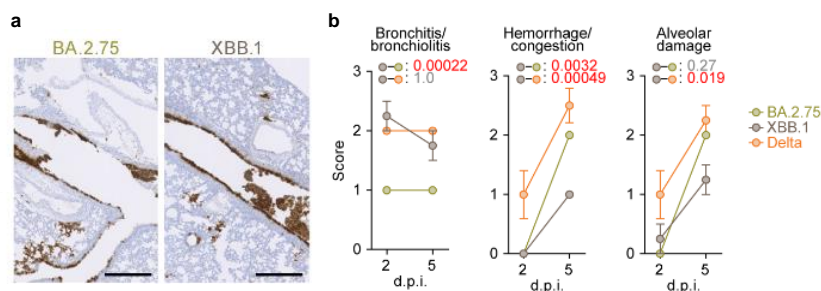 a
BA.2.75
XBB.1
b
Bronchitis/
bronchiolitis
: 0.00022
: 1.0
Score
3
2
1
0
2 5
d.p.i.
Hemorrhage/
congestion
: 0.0032
: 0.00049
3
2
1
0
2 5
d.p.i.
Alveolar
damage
: 0.27
: 0.019
3
2
1
0
2 5
d.p.i.
BA.2.75
XBB.1
Delta